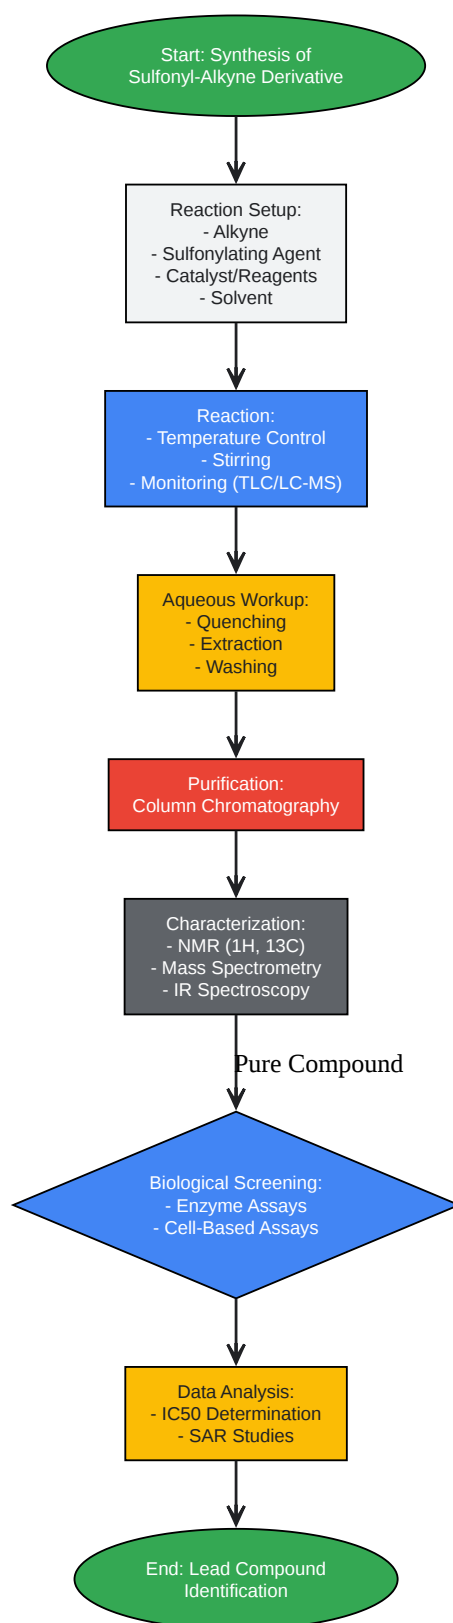 Start: Synthesis of
Sulfonyl-Alkyne Derivative
Reaction Setup:
- Alkyne
- Sulfonylating Agent
- Catalyst/Reagents
- Solvent
Reaction:
- Temperature Control
- Stirring
- Monitoring (TLC/LC-MS)
Aqueous Workup:
- Quenching
- Extraction
- Washing
Purification:
Column Chromatography
Characterization:
- NMR (1H, 13C)
- Mass Spectrometry
- IR Spectroscopy
Pure Compound
Biological Screening:
- Enzyme Assays
- Cell-Based Assays
Data Analysis:
- IC50 Determination
- SAR Studies
End: Lead Compound
Identification